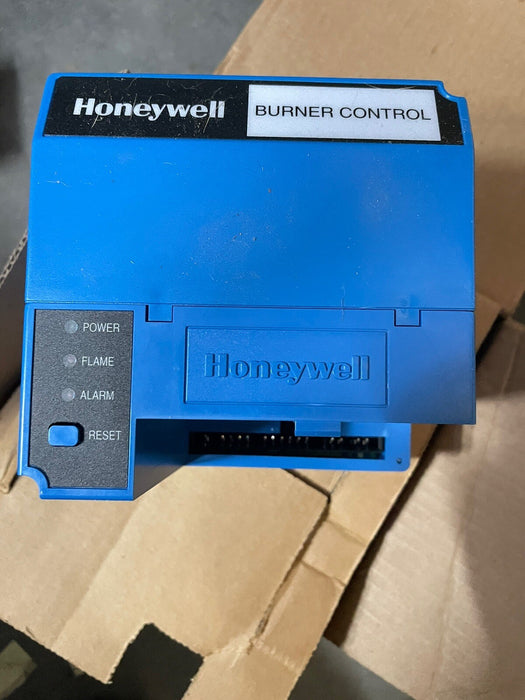 Honeywell BURNER CONTROL
POWER
FLAME
Honeywell
ALARM
RESET